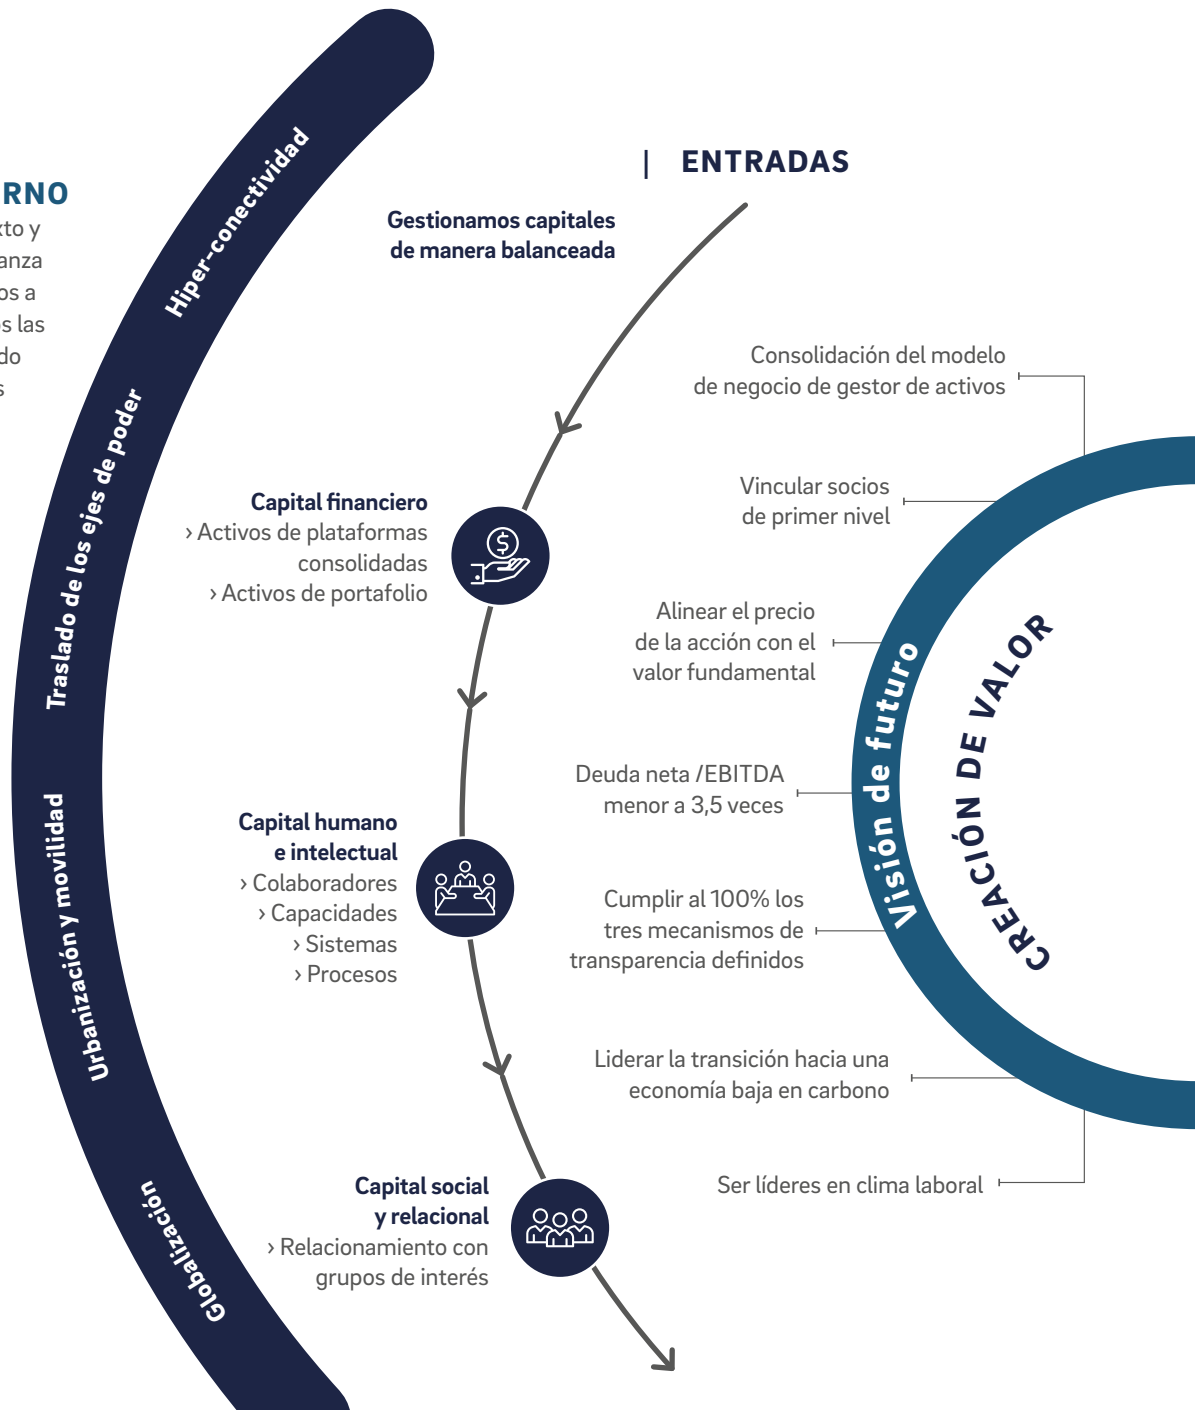 Hiper-conectividad
Traslado de los ejes de poder
Urbanización y movilidad
Globalización
| ENTRADAS
Gestionamos capitales
de manera balanceada
Capital financiero
› Activos de plataformas
consolidadas
› Activos de portafolio
Capital humano
e intelectual
› Colaboradores
› Capacidades
› Sistemas
› Procesos
Capital social
y relacional
› Relacionamiento con
grupos de interés
Consolidación del modelo
de negocio de gestor de activos
Vincular socios
de primer nivel
Alinear el precio
de la acción con el
valor fundamental
Deuda neta /EBITDA
menor a 3,5 veces
Cumplir al 100% los
tres mecanismos de
transparencia definidos
Liderar la transición hacia una
economía baja en carbono
Ser líderes en clima laboral
Visión de futuro
CREACIÓN DE VALOR
y
a
las